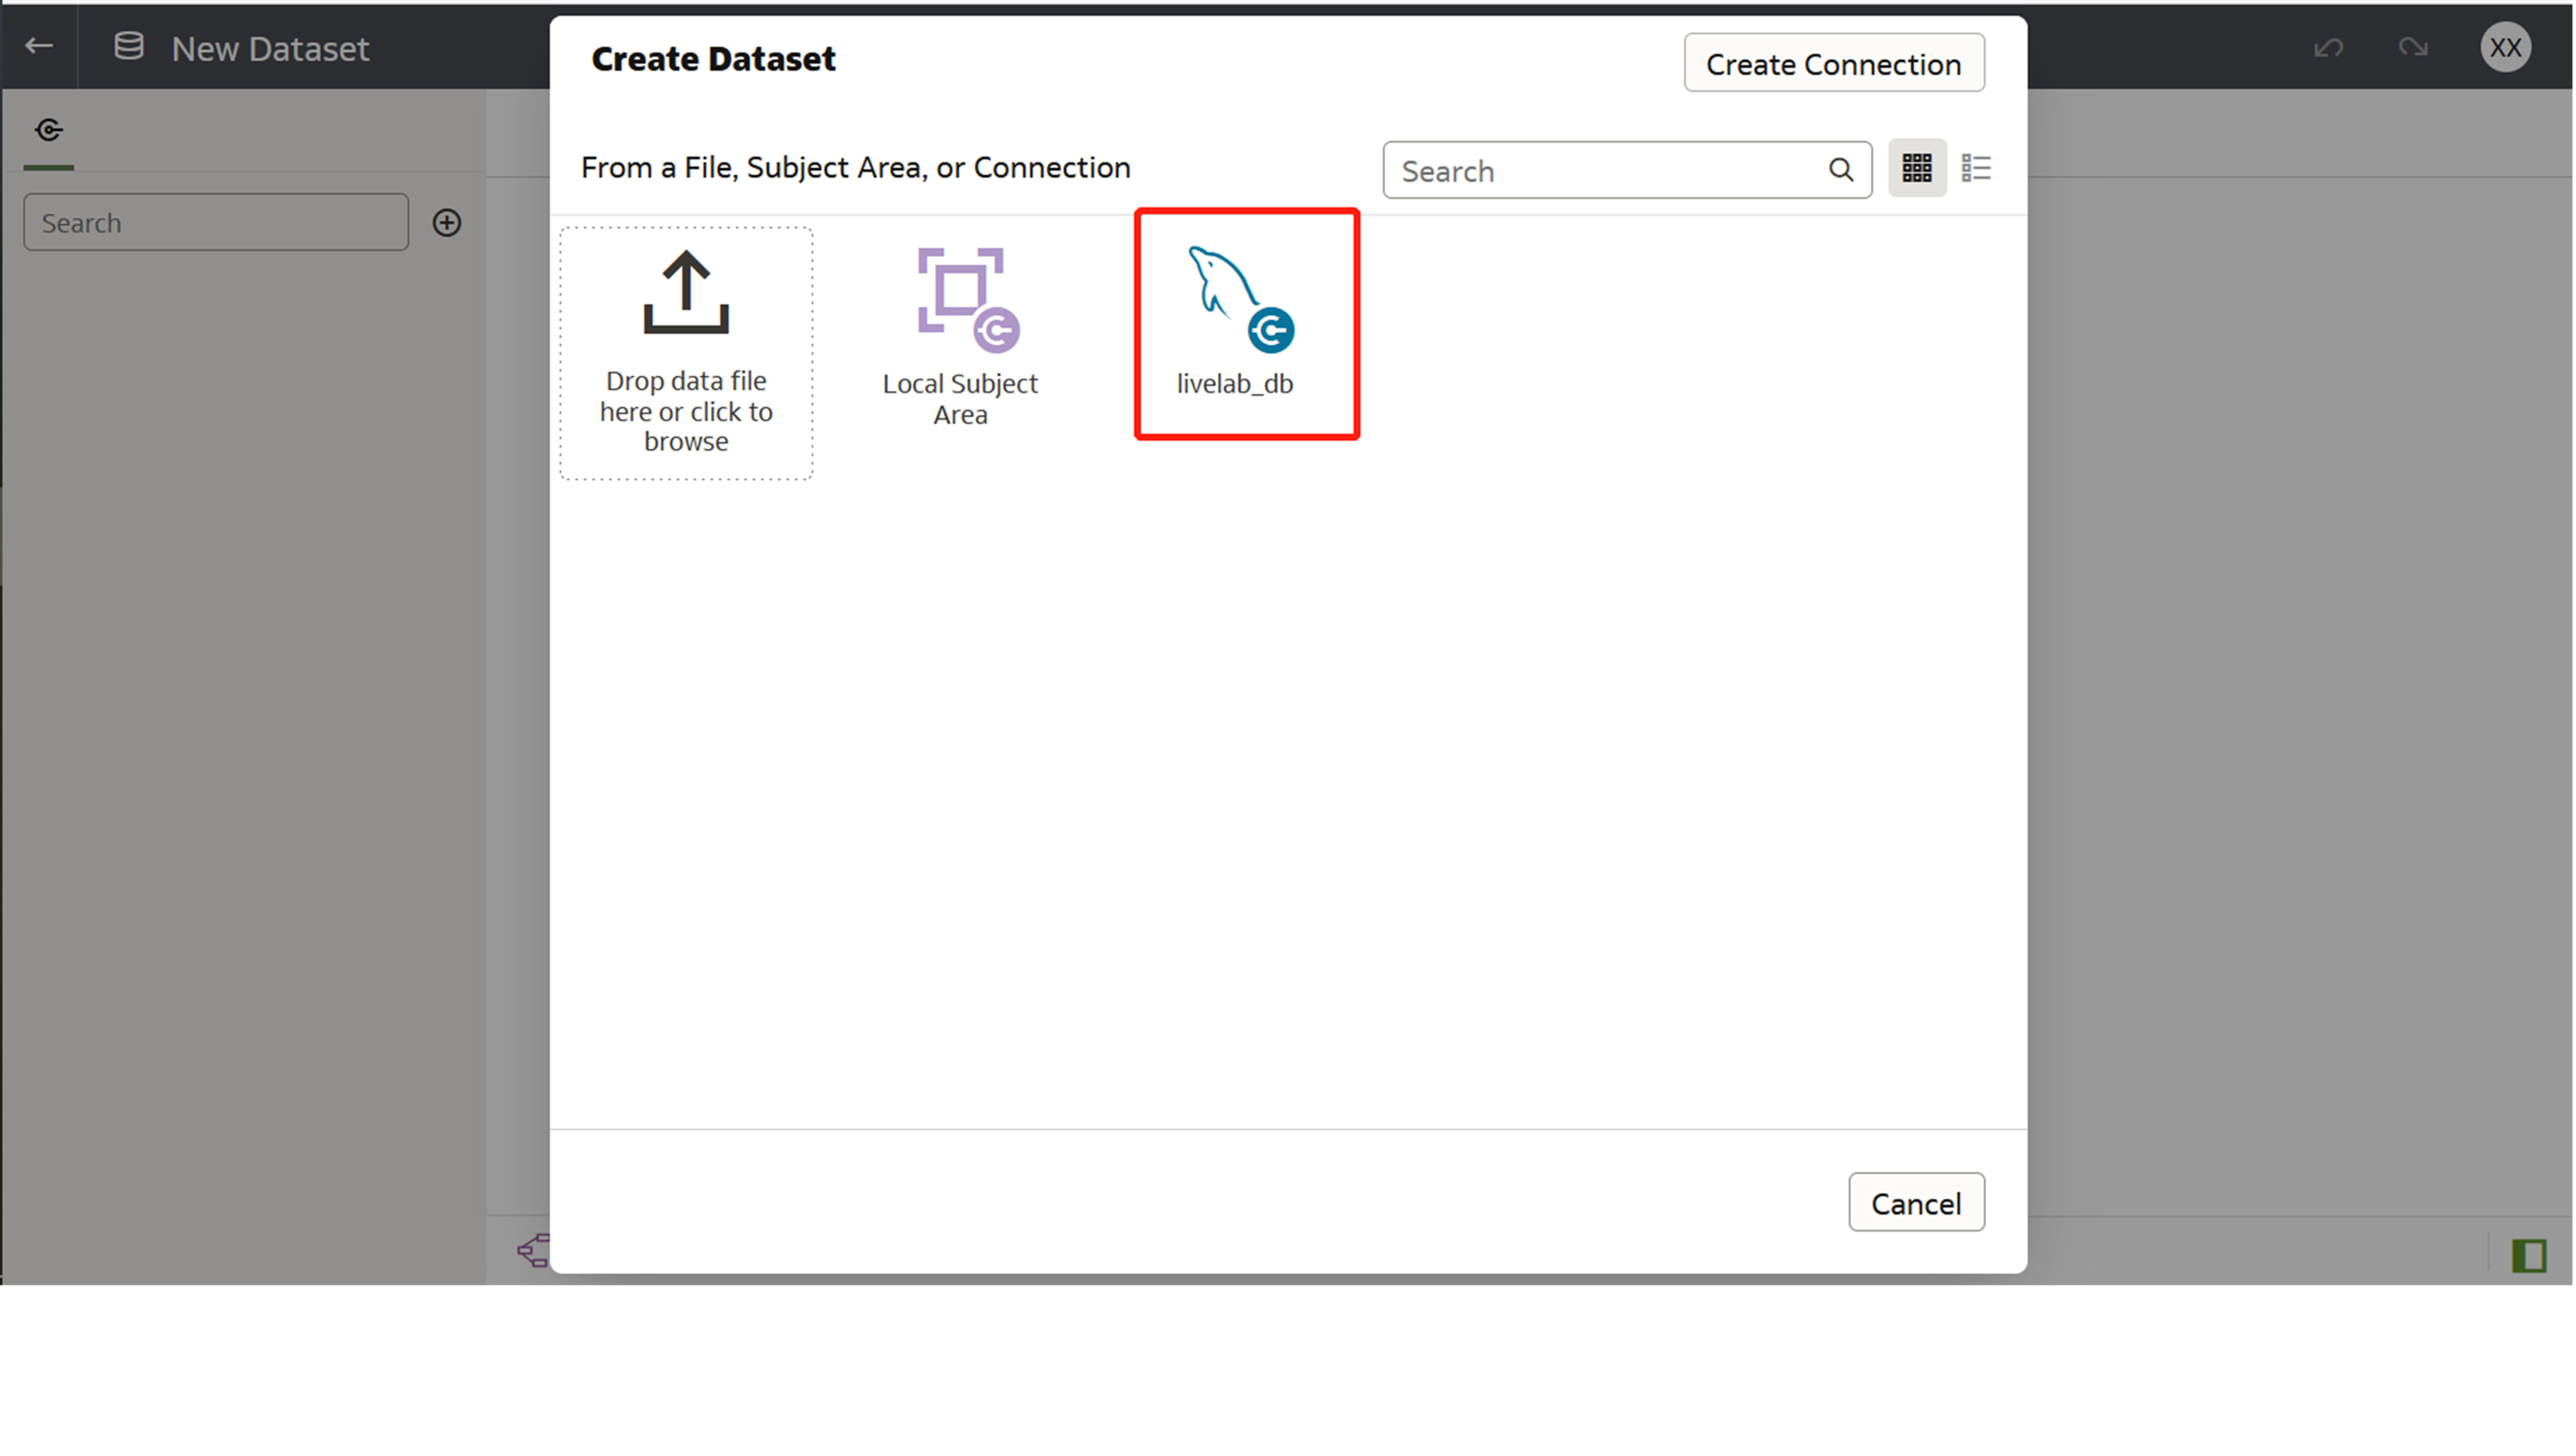 New Dataset
XX
Search
Create Dataset
Create Connection
From a File, Subject Area, or Connection
Search
Drop data file
here or click to
browse
Local Subject
Area
livelab_db
Cancel